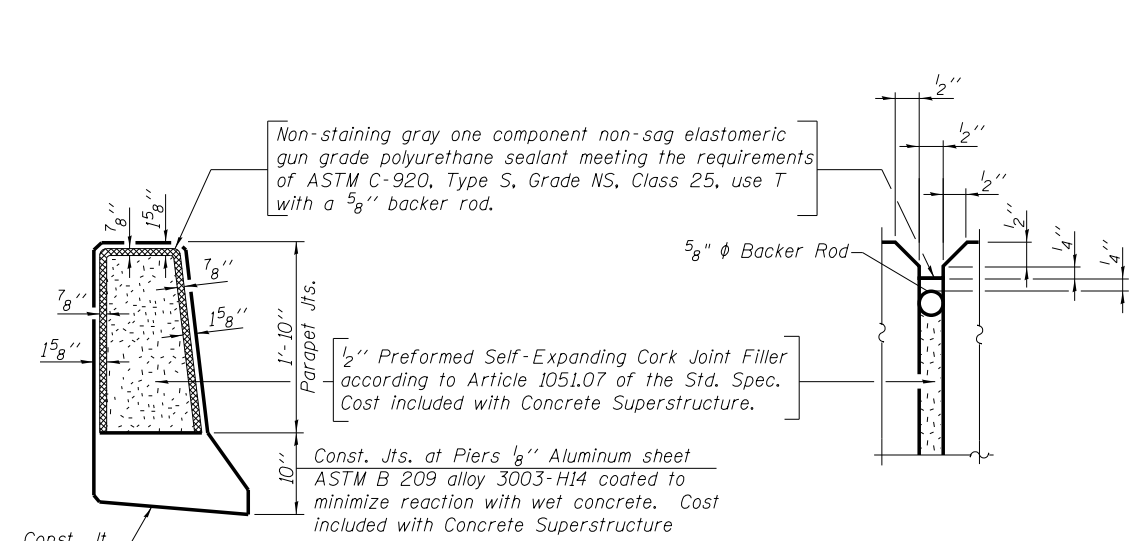 Non-staining gray one component non-sag elastomeric
gun grade polyurethane sealant meeting the requirements
of ASTM C-920, Type S, Grade NS, Class 25, use T
with a 5/8" backer rod.
1/2"
1/2"
1/2"
1/2"
1/4"
1/4"
5/8" φ Backer Rod
7/8"
1 5/8"
7/8"
7/8"
1 5/8"
1 5/8"
1'-10"
Parapet Jts.
10"
1/2" Preformed Self-Expanding Cork Joint Filler
according to Article 1051.07 of the Std. Spec.
Cost included with Concrete Superstructure.
Const. Jts. at Piers 1/8" Aluminum sheet
ASTM B 209 alloy 3003-H14 coated to
minimize reaction with wet concrete. Cost
included with Concrete Superstructure
Const. Jt.